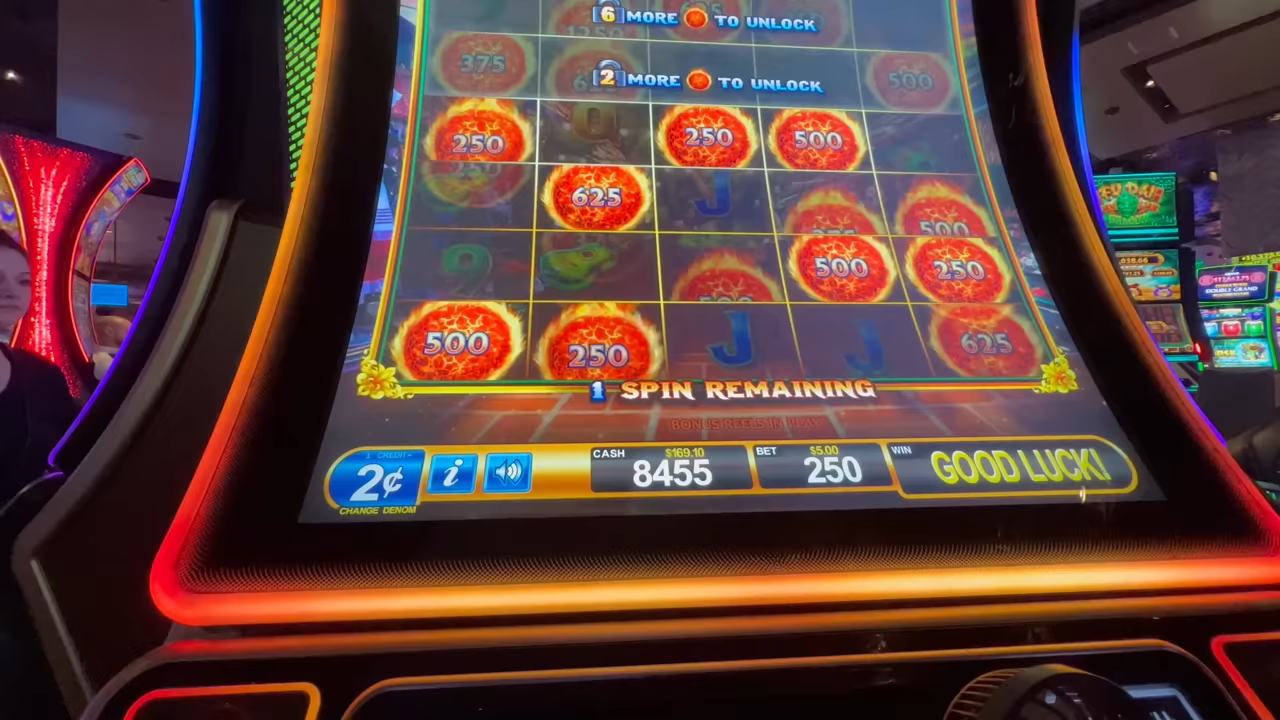 6 MORE TO UNLOCK
375
2 MORE TO UNLOCK
500
250
250
500
625
J
500
500
250
500
250
J
J
625
1 SPIN REMAINING
BONUS REELS IN PLAY
1 CREDIT=
2¢
CHANGE DENOM
i
CASH
$169.10
8455
BET
$5.00
250
WIN
GOOD LUCK!
DOUBLE GRAND